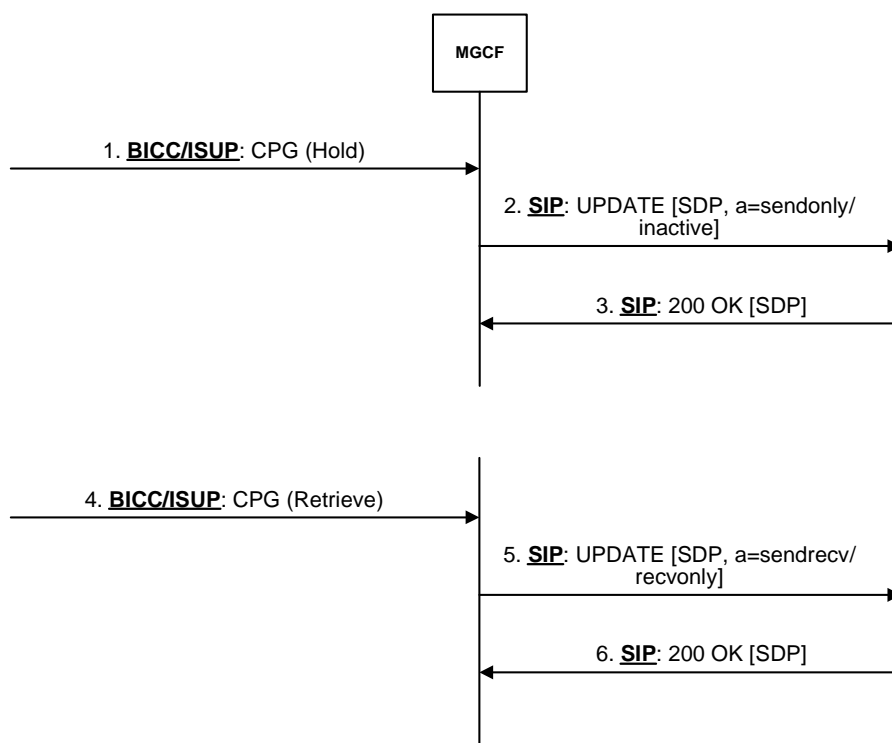 MGCF
1. BICC/ISUP: CPG (Hold)
2. SIP: UPDATE [SDP, a=sendonly/
inactive]
3. SIP: 200 OK [SDP]
4. BICC/ISUP: CPG (Retrieve)
5. SIP: UPDATE [SDP, a=sendrecv/
recvonly]
6. SIP: 200 OK [SDP]